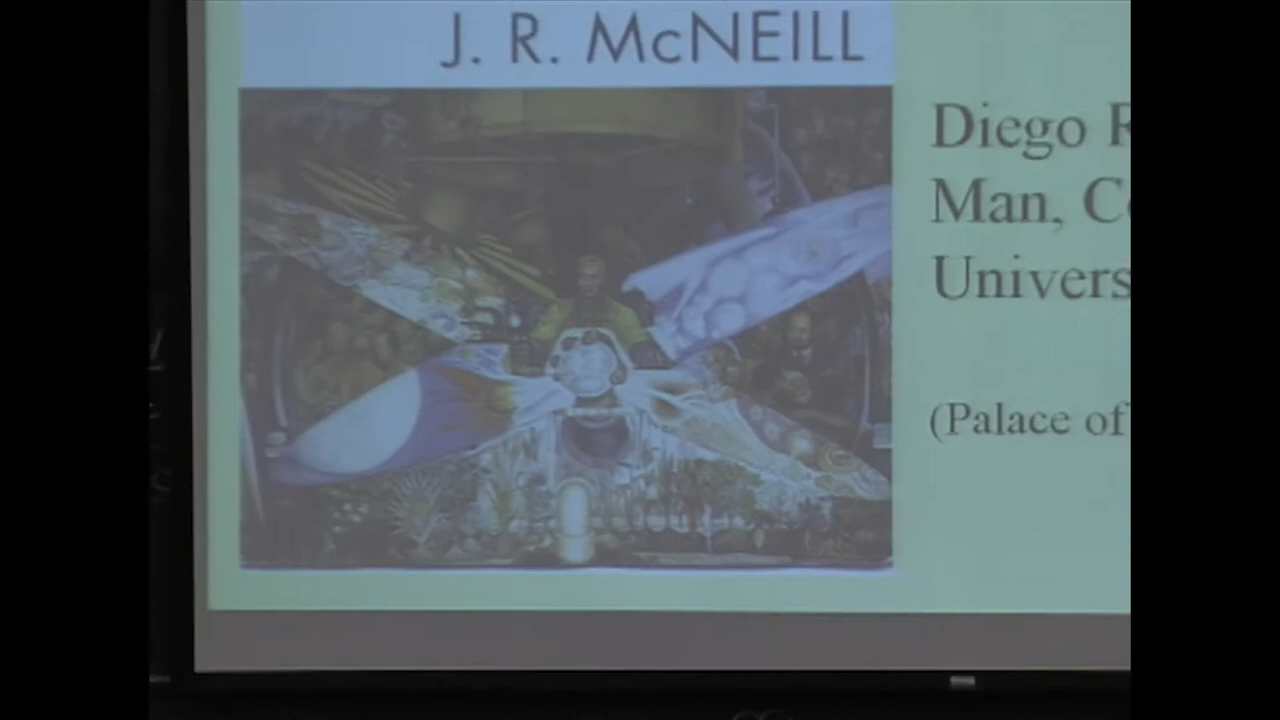 J. R. McNEILL
Diego R
Man, C
Univers
(Palace of